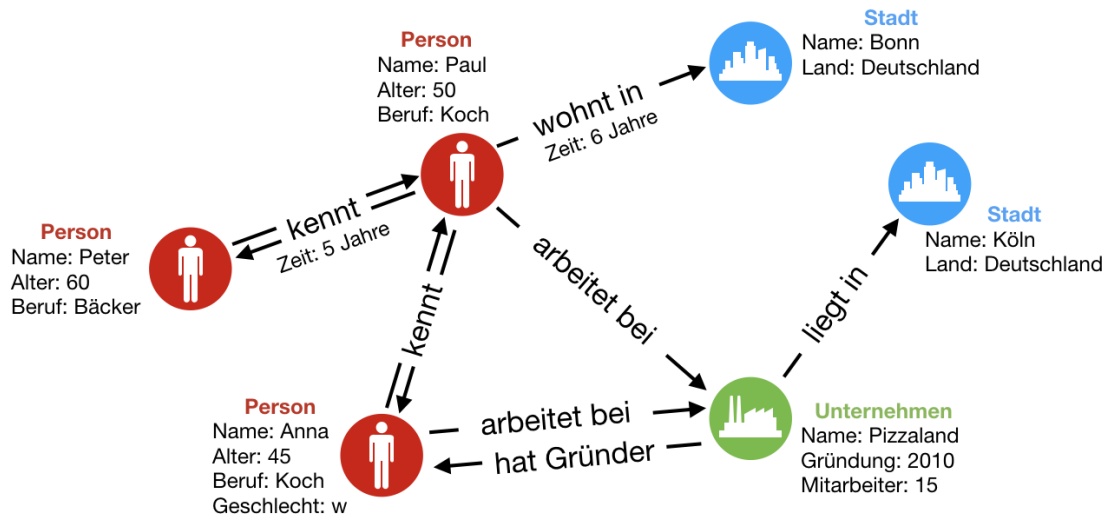 Person
Name: Paul
Alter: 50
Beruf: Koch
Stadt
Name: Bonn
Land: Deutschland
wohnt in
Zeit: 6 Jahre
Person
Name: Peter
Alter: 60
Beruf: Bäcker
kennt
Zeit: 5 Jahre
Stadt
Name: Köln
Land: Deutschland
arbeitet bei
liegt in
kennt
Person
Name: Anna
Alter: 45
Beruf: Koch
Geschlecht: w
arbeitet bei
hat Gründer
Unternehmen
Name: Pizzaland
Gründung: 2010
Mitarbeiter: 15